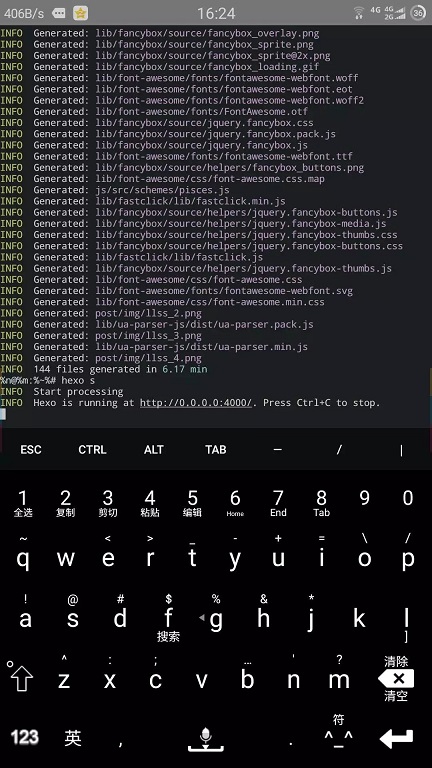 406B/s 16:24 4G 4G 2G 36
INFO Generated: lib/fancybox/source/fancybox_overlay.png
INFO Generated: lib/fancybox/source/fancybox_sprite.png
INFO Generated: lib/fancybox/source/fancybox_sprite@2x.png
INFO Generated: lib/fancybox/source/fancybox_loading.gif
INFO Generated: lib/font-awesome/fonts/fontawesome-webfont.woff
INFO Generated: lib/font-awesome/fonts/fontawesome-webfont.eot
INFO Generated: lib/font-awesome/fonts/fontawesome-webfont.woff2
INFO Generated: lib/font-awesome/fonts/FontAwesome.otf
INFO Generated: lib/fancybox/source/jquery.fancybox.css
INFO Generated: lib/fancybox/source/jquery.fancybox.pack.js
INFO Generated: lib/fancybox/source/jquery.fancybox.js
INFO Generated: lib/font-awesome/fonts/fontawesome-webfont.ttf
INFO Generated: lib/fancybox/source/helpers/fancybox_buttons.png
INFO Generated: lib/font-awesome/css/font-awesome.css.map
INFO Generated: js/src/schemes/pisces.js
INFO Generated: lib/fastclick/lib/fastclick.min.js
INFO Generated: lib/fancybox/source/helpers/jquery.fancybox-buttons.js
INFO Generated: lib/fancybox/source/helpers/jquery.fancybox-media.js
INFO Generated: lib/fancybox/source/helpers/jquery.fancybox-thumbs.css
INFO Generated: lib/fancybox/source/helpers/jquery.fancybox-buttons.css
INFO Generated: lib/fastclick/lib/fastclick.js
INFO Generated: lib/fancybox/source/helpers/jquery.fancybox-thumbs.js
INFO Generated: lib/font-awesome/css/font-awesome.css
INFO Generated: lib/font-awesome/fonts/fontawesome-webfont.svg
INFO Generated: lib/font-awesome/css/font-awesome.min.css
INFO Generated: post/img/llss_2.png
INFO Generated: lib/ua-parser-js/dist/ua-parser.pack.js
INFO Generated: post/img/llss_3.png
INFO Generated: lib/ua-parser-js/dist/ua-parser.min.js
INFO Generated: post/img/llss_4.png
INFO 144 files generated in 6.17 min
%n@%m:%~%# hexo s
INFO Start processing
INFO Hexo is running at http://0.0.0.0:4000/. Press Ctrl+C to stop.
ESC CTRL ALT TAB — / |
1 2 3 4 5 6 7 8 9 0
全选 复制 剪切 粘贴 编辑 Home End Tab
~ < > _ - + = \ /
q w e r t y u i o p
! @ # $ % & *
a s d f g h j k l
搜索 ]
^ : ; … ' ? 清除
z x c v b n m
清空
符
123 英 , . ^_^